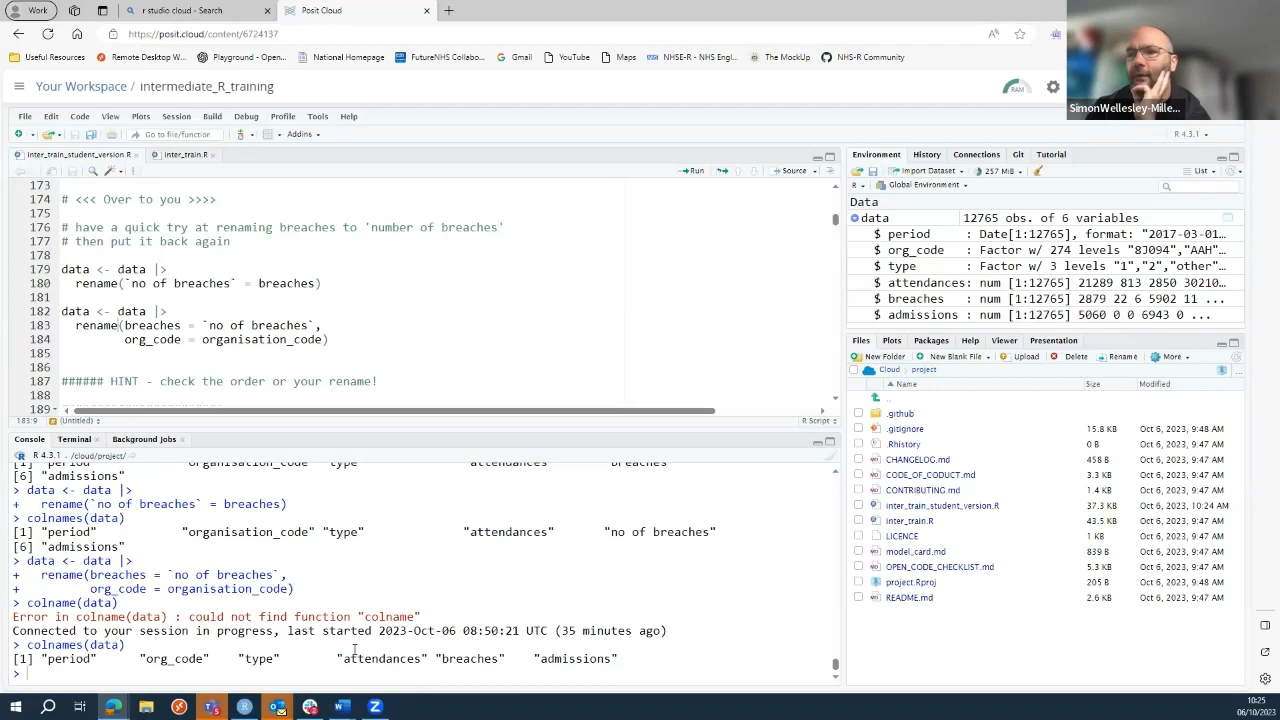 Work
r studio cloud - Search
Posit Cloud
https://posit.cloud/content/6724137
Useful Resources
Remote Desktop W...
Playground - Open...
National Homepage
FutureNHS Collabo...
Gmail
YouTube
Maps
NHSE-R - NHS Engl...
The MockUp
NHS-R Community
Your Workspace / intermediate_R_training
RAM
SimonWellesley-Mille...
File Edit Code View Plots Session Build Debug Profile Tools Help
Go to file/function
Addins
R 4.3.1
inter_train_student_version.R
inter_train.R
Run
Source
173
174 # <<< Over to you >>>>
175
176 # have a quick try at renaming breaches to 'number of breaches'
177 # then put it back again
178
179 data <- data |>
180 rename(`no of breaches` = breaches)
181
182 data <- data |>
183 rename(breaches = `no of breaches`,
184 org_code = organisation_code)
185
186
187 ###### HINT - check the order or your rename!
188
189
183:9 (Untitled) R Script
Console Terminal Background Jobs
R 4.3.1 . /cloud/project/
[1] "period" "organisation_code" "type" "attendances" "breaches"
[6] "admissions"
> data <- data |>
+ rename(`no of breaches` = breaches)
> colnames(data)
[1] "period" "organisation_code" "type" "attendances" "no of breaches"
[6] "admissions"
> data <- data |>
+ rename(breaches = `no of breaches`,
+ org_code = organisation_code)
> colname(data)
Error in colname(data) : could not find function "colname"
Connected to your session in progress, last started 2023-Oct-06 08:50:21 UTC (35 minutes ago)
> colnames(data)
[1] "period" "org_code" "type" "attendances" "breaches" "admissions"
>
Environment History Connections Git Tutorial
Import Dataset 257 MiB List
R Global Environment
Data
data 12765 obs. of 6 variables
$ period : Date[1:12765], format: "2017-03-01...
$ org_code : Factor w/ 274 levels "8J094","AAH"...
$ type : Factor w/ 3 levels "1","2","other"...
$ attendances: num [1:12765] 21289 813 2850 30210...
$ breaches : num [1:12765] 2879 22 6 5902 11 ...
$ admissions : num [1:12765] 5060 0 0 6943 0 ...
Files Plots Packages Help Viewer Presentation
New Folder New Blank File Upload Delete Rename More
Cloud project
Name Size Modified
..
.github
.gitignore 15.8 KB Oct 6, 2023, 9:48 AM
.Rhistory 0 B Oct 6, 2023, 9:48 AM
CHANGELOG.md 458 B Oct 6, 2023, 9:47 AM
CODE_OF_CODUCT.md 3.3 KB Oct 6, 2023, 9:47 AM
CONTRIBUTING.md 1.4 KB Oct 6, 2023, 9:47 AM
inter_train_student_version.R 37.3 KB Oct 6, 2023, 10:24 AM
inter_train.R 43.5 KB Oct 6, 2023, 9:47 AM
LICENCE 1 KB Oct 6, 2023, 9:47 AM
model_card.md 839 B Oct 6, 2023, 9:47 AM
OPEN_CODE_CHECKLIST.md 5.3 KB Oct 6, 2023, 9:47 AM
project.Rproj 205 B Oct 6, 2023, 9:48 AM
README.md 2.6 KB Oct 6, 2023, 9:47 AM
10:25
06/10/2023